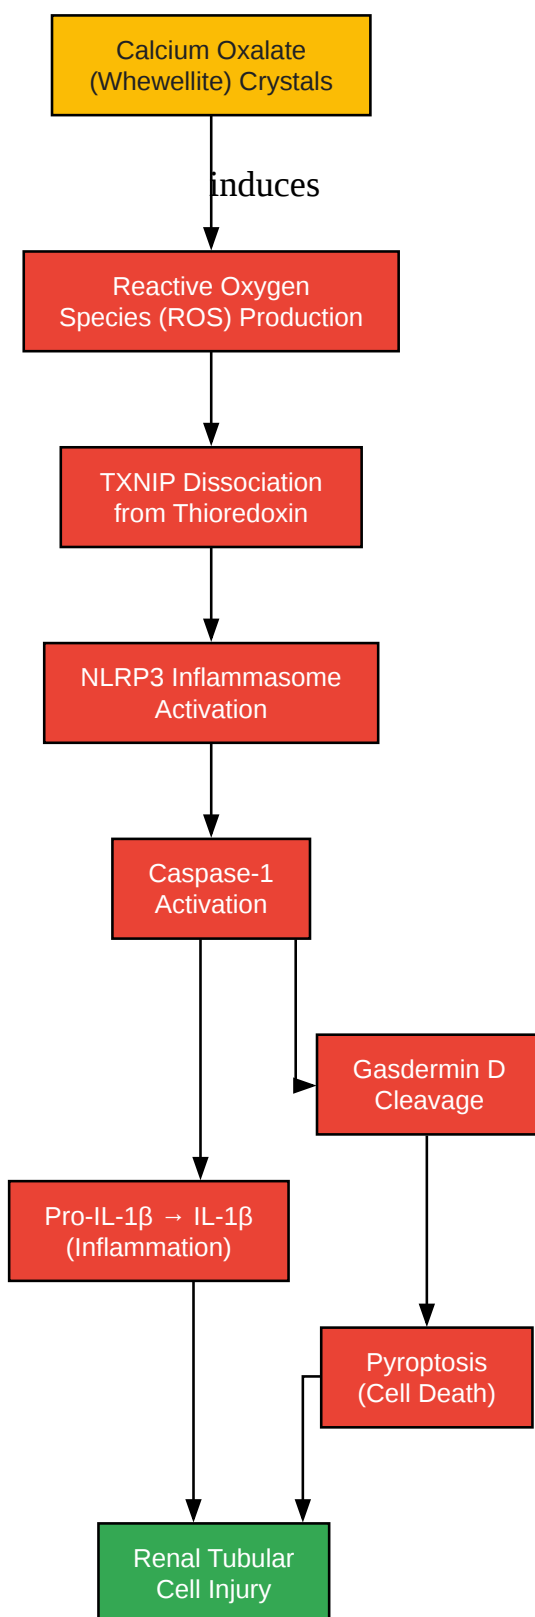 Calcium Oxalate
(Whewellite) Crystals
induces
Reactive Oxygen
Species (ROS) Production
TXNIP Dissociation
from Thioredoxin
NLRP3 Inflammasome
Activation
Caspase-1
Activation
Gasdermin D
Cleavage
Pro-IL-1β → IL-1β
(Inflammation)
Pyroptosis
(Cell Death)
Renal Tubular
Cell Injury